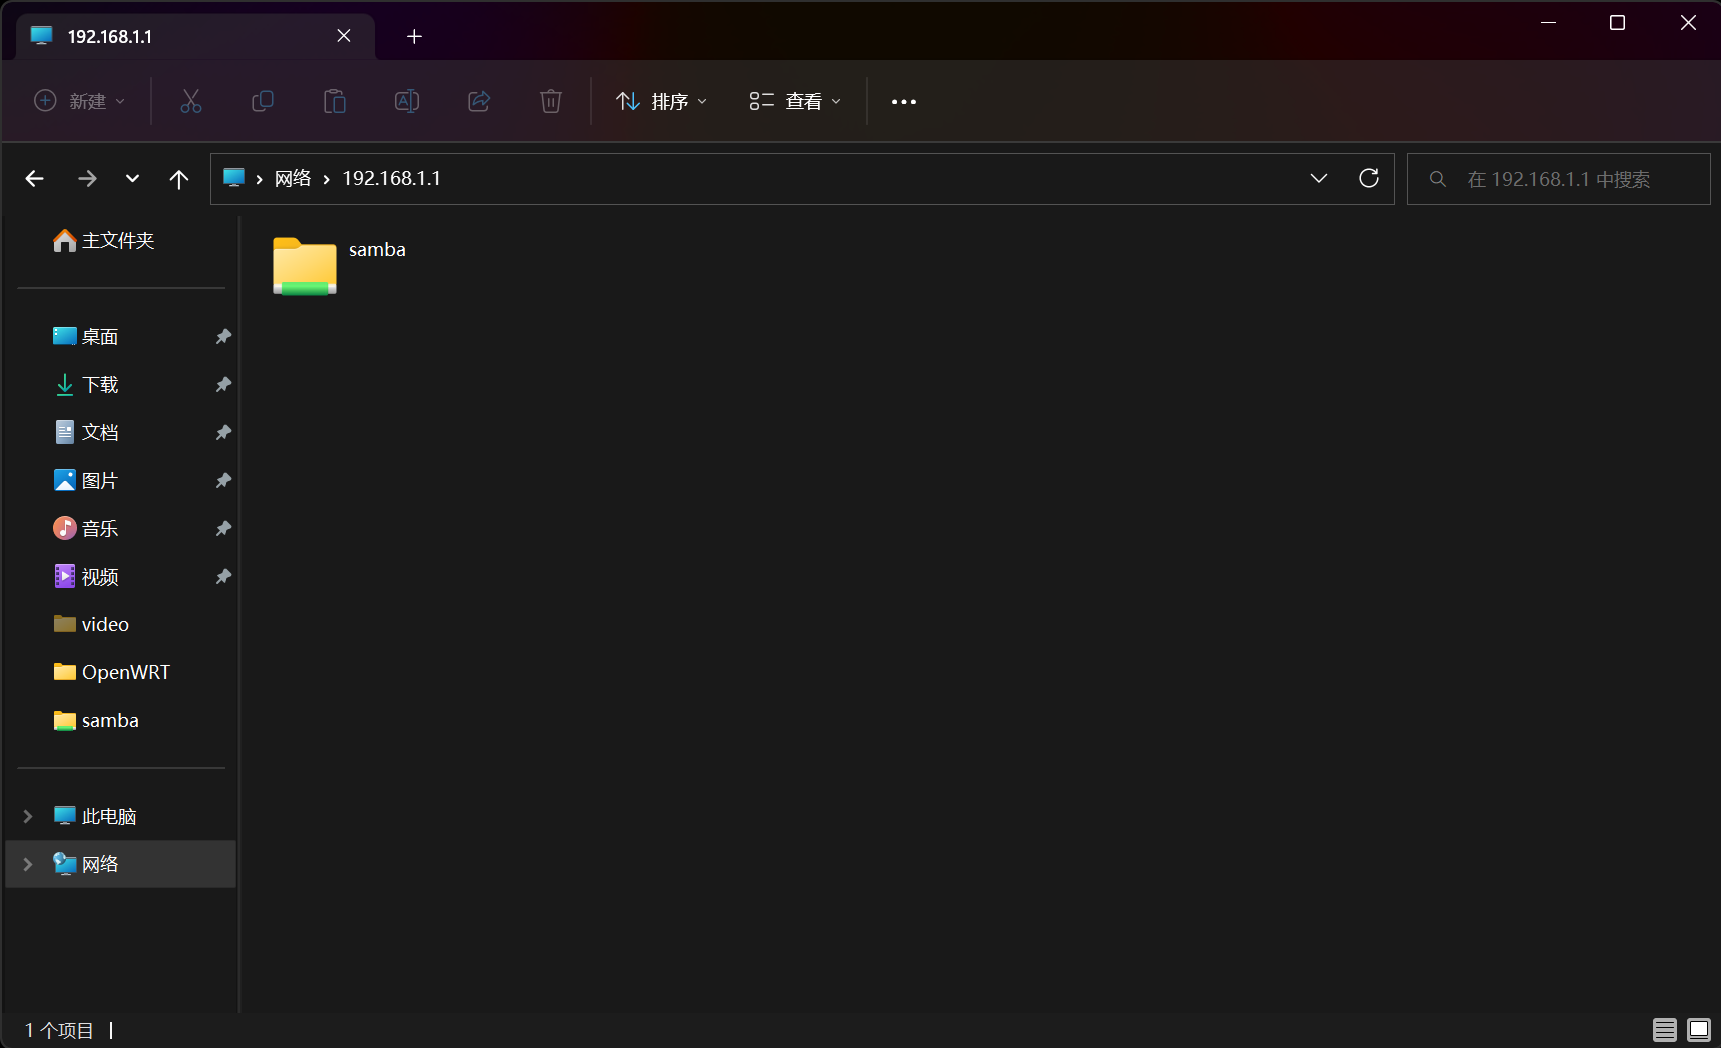 192.168.1.1
新建
排序
查看
网络
192.168.1.1
在 192.168.1.1 中搜索
主文件夹
桌面
下载
文档
图片
音乐
视频
video
OpenWRT
samba
此电脑
网络
samba
1 个项目